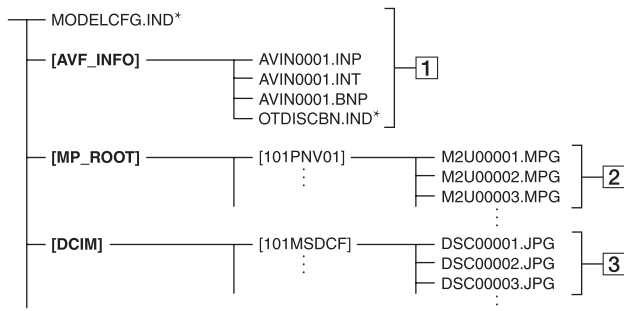 MODELCFG.IND*
[AVF_INFO] AVIN0001.INP
AVIN0001.INT
1
AVIN0001.BNP
OTDISCBN.IND*
[MP_ROOT] [101PNV01] M2U00001.MPG
M2U00002.MPG 2
M2U00003.MPG
[DCIM] [101MSDCF] DSC00001.JPG
DSC00002.JPG 3
DSC00003.JPG